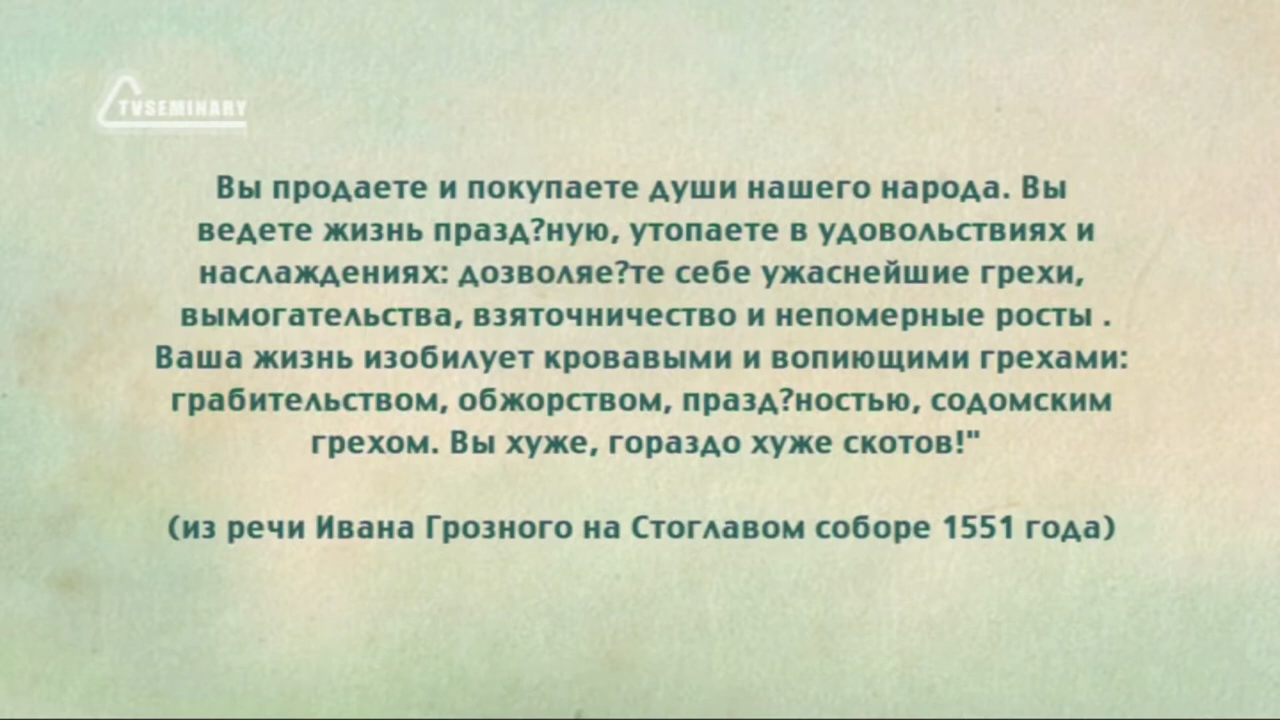 TVSEMINARY
Вы продаете и покупаете души нашего народа. Вы
ведете жизнь празд?ную, утопаете в удовольствиях и
наслаждениях: дозволяе?те себе ужаснейшие грехи,
вымогательства, взяточничество и непомерные росты .
Ваша жизнь изобилует кровавыми и вопиющими грехами:
грабительством, обжорством, празд?ностью, содомским
грехом. Вы хуже, гораздо хуже скотов!"
(из речи Ивана Грозного на Стоглавом соборе 1551 года)